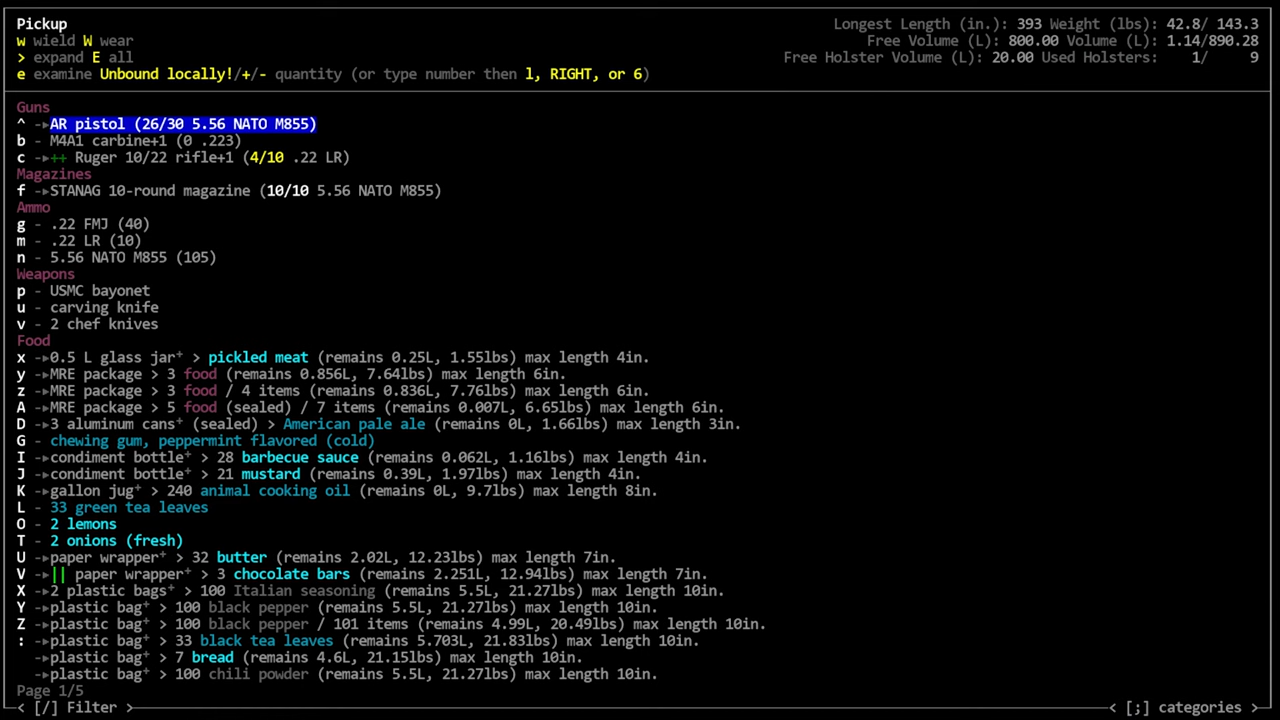 Pickup
Longest Length (in.): 393 Weight (lbs): 42.8/ 143.3
w wield W wear
Free Volume (L): 800.00 Volume (L): 1.14/890.28
> expand E all
Free Holster Volume (L): 20.00 Used Holsters: 1/ 9
e examine Unbound locally!/+/- quantity (or type number then l, RIGHT, or 6)
Guns
^ -▸AR pistol (26/30 5.56 NATO M855)
b - M4A1 carbine+1 (0 .223)
c -▸++ Ruger 10/22 rifle+1 (4/10 .22 LR)
Magazines
f -▸STANAG 10-round magazine (10/10 5.56 NATO M855)
Ammo
g - .22 FMJ (40)
m - .22 LR (10)
n - 5.56 NATO M855 (105)
Weapons
p - USMC bayonet
u - carving knife
v - 2 chef knives
Food
x -▸0.5 L glass jar⁺ > pickled meat (remains 0.25L, 1.55lbs) max length 4in.
y -▸MRE package > 3 food (remains 0.856L, 7.64lbs) max length 6in.
z -▸MRE package > 3 food / 4 items (remains 0.836L, 7.76lbs) max length 6in.
A -▸MRE package > 5 food (sealed) / 7 items (remains 0.007L, 6.65lbs) max length 6in.
D -▸3 aluminum cans⁺ (sealed) > American pale ale (remains 0L, 1.66lbs) max length 3in.
G - chewing gum, peppermint flavored (cold)
I -▸condiment bottle⁺ > 28 barbecue sauce (remains 0.062L, 1.16lbs) max length 4in.
J -▸condiment bottle⁺ > 21 mustard (remains 0.39L, 1.97lbs) max length 4in.
K -▸gallon jug⁺ > 240 animal cooking oil (remains 0L, 9.7lbs) max length 8in.
L - 33 green tea leaves
O - 2 lemons
T - 2 onions (fresh)
U -▸paper wrapper⁺ > 32 butter (remains 2.02L, 12.23lbs) max length 7in.
V -▸|| paper wrapper⁺ > 3 chocolate bars (remains 2.251L, 12.94lbs) max length 7in.
X -▸2 plastic bags⁺ > 100 Italian seasoning (remains 5.5L, 21.27lbs) max length 10in.
Y -▸plastic bag⁺ > 100 black pepper (remains 5.5L, 21.27lbs) max length 10in.
Z -▸plastic bag⁺ > 100 black pepper / 101 items (remains 4.99L, 20.49lbs) max length 10in.
: -▸plastic bag⁺ > 33 black tea leaves (remains 5.703L, 21.83lbs) max length 10in.
-▸plastic bag⁺ > 7 bread (remains 4.6L, 21.15lbs) max length 10in.
-▸plastic bag⁺ > 100 chili powder (remains 5.5L, 21.27lbs) max length 10in.
Page 1/5
< [/] Filter >
< [;] categories >